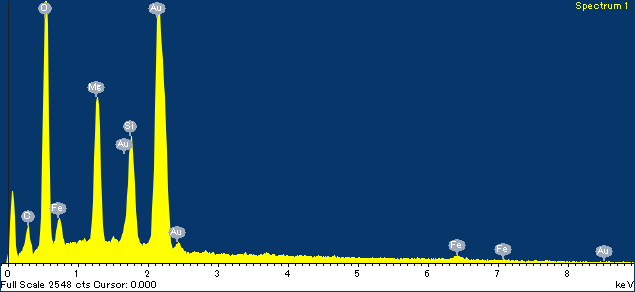 Spectrum 1
O
Au
Mg
Si
Au
C
Fe
Au
Fe
Fe
Au
0 1 2 3 4 5 6 7 8
Full Scale 2548 cts Cursor: 0.000 keV